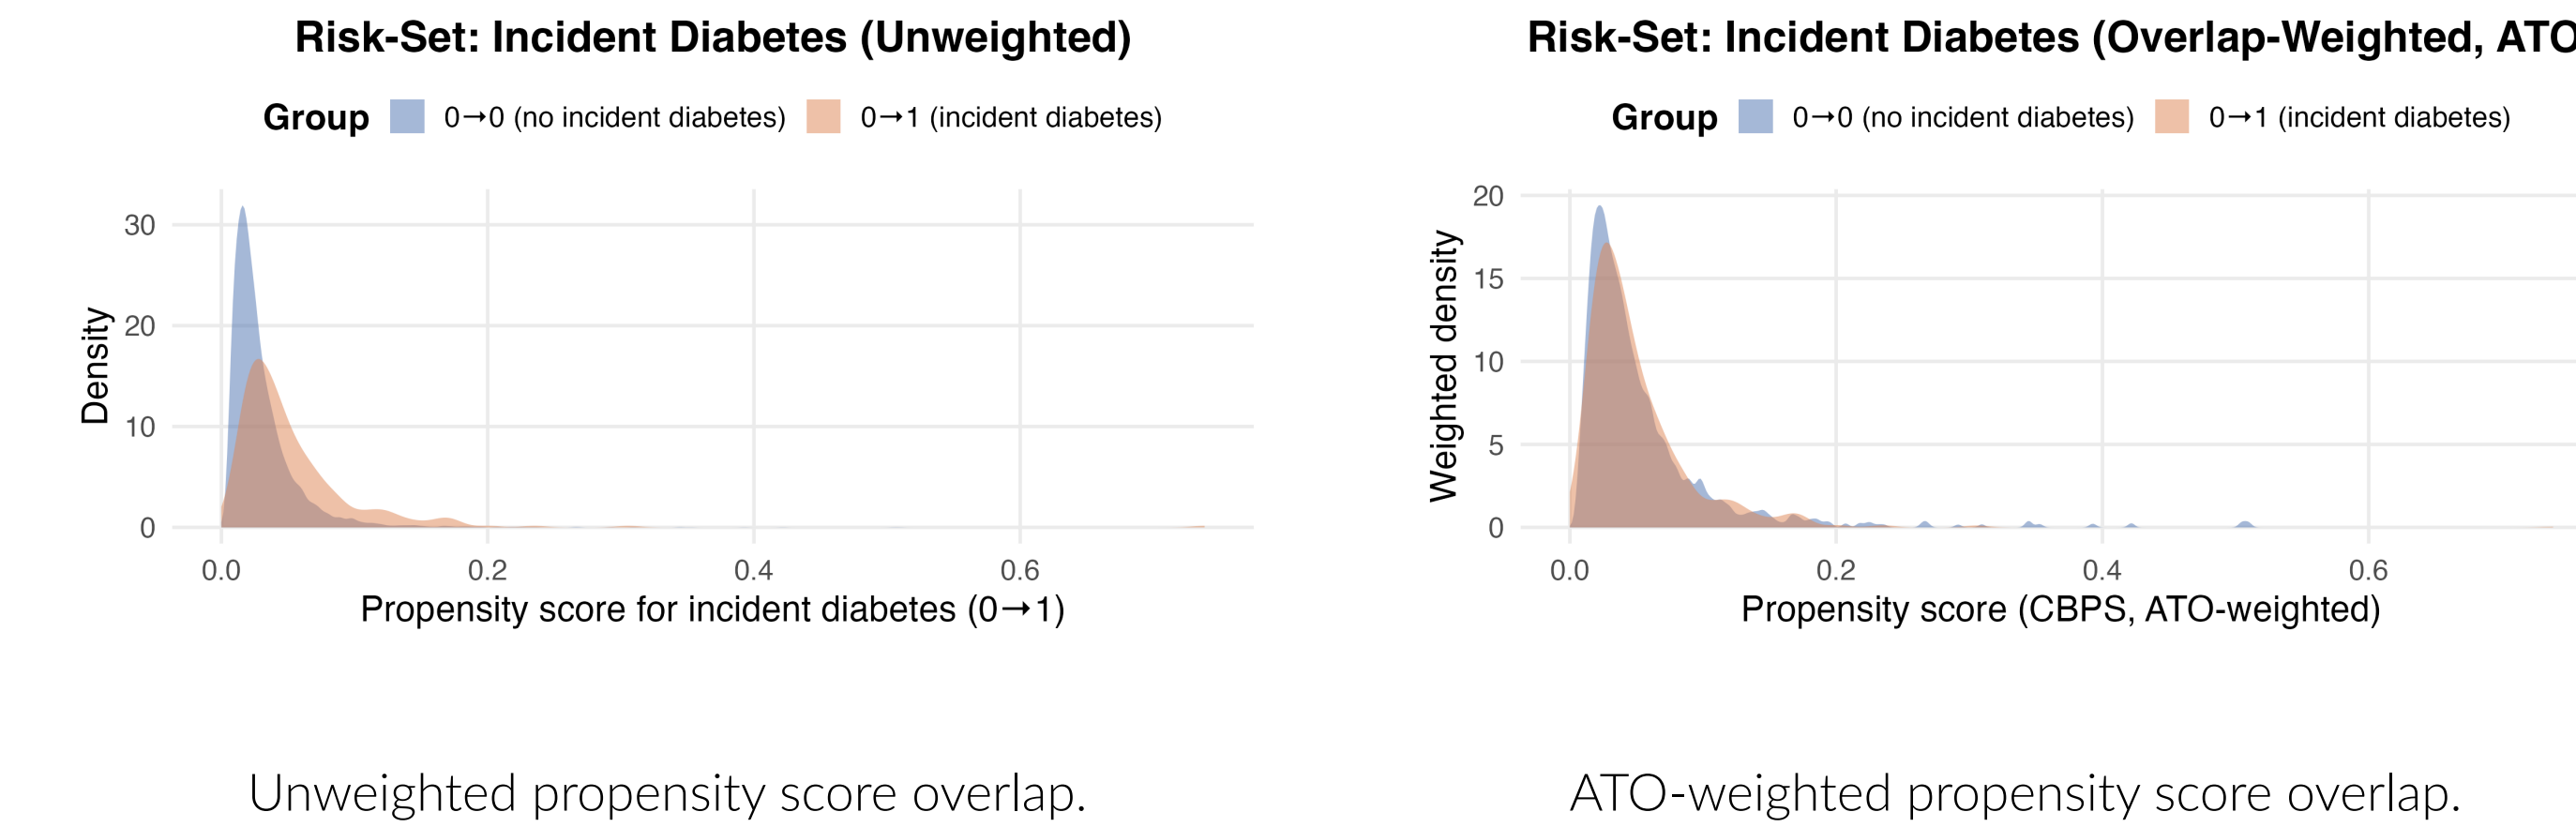 Risk-Set: Incident Diabetes (Unweighted)
Group 0→0 (no incident diabetes) 0→1 (incident diabetes)
30
20
10
0
Density
0.0 0.2 0.4 0.6
Propensity score for incident diabetes (0→1)
Unweighted propensity score overlap.
Risk-Set: Incident Diabetes (Overlap-Weighted, ATO
Group 0→0 (no incident diabetes) 0→1 (incident diabetes)
20
15
10
5
0
Weighted density
0.0 0.2 0.4 0.6
Propensity score (CBPS, ATO-weighted)
ATO-weighted propensity score overlap.